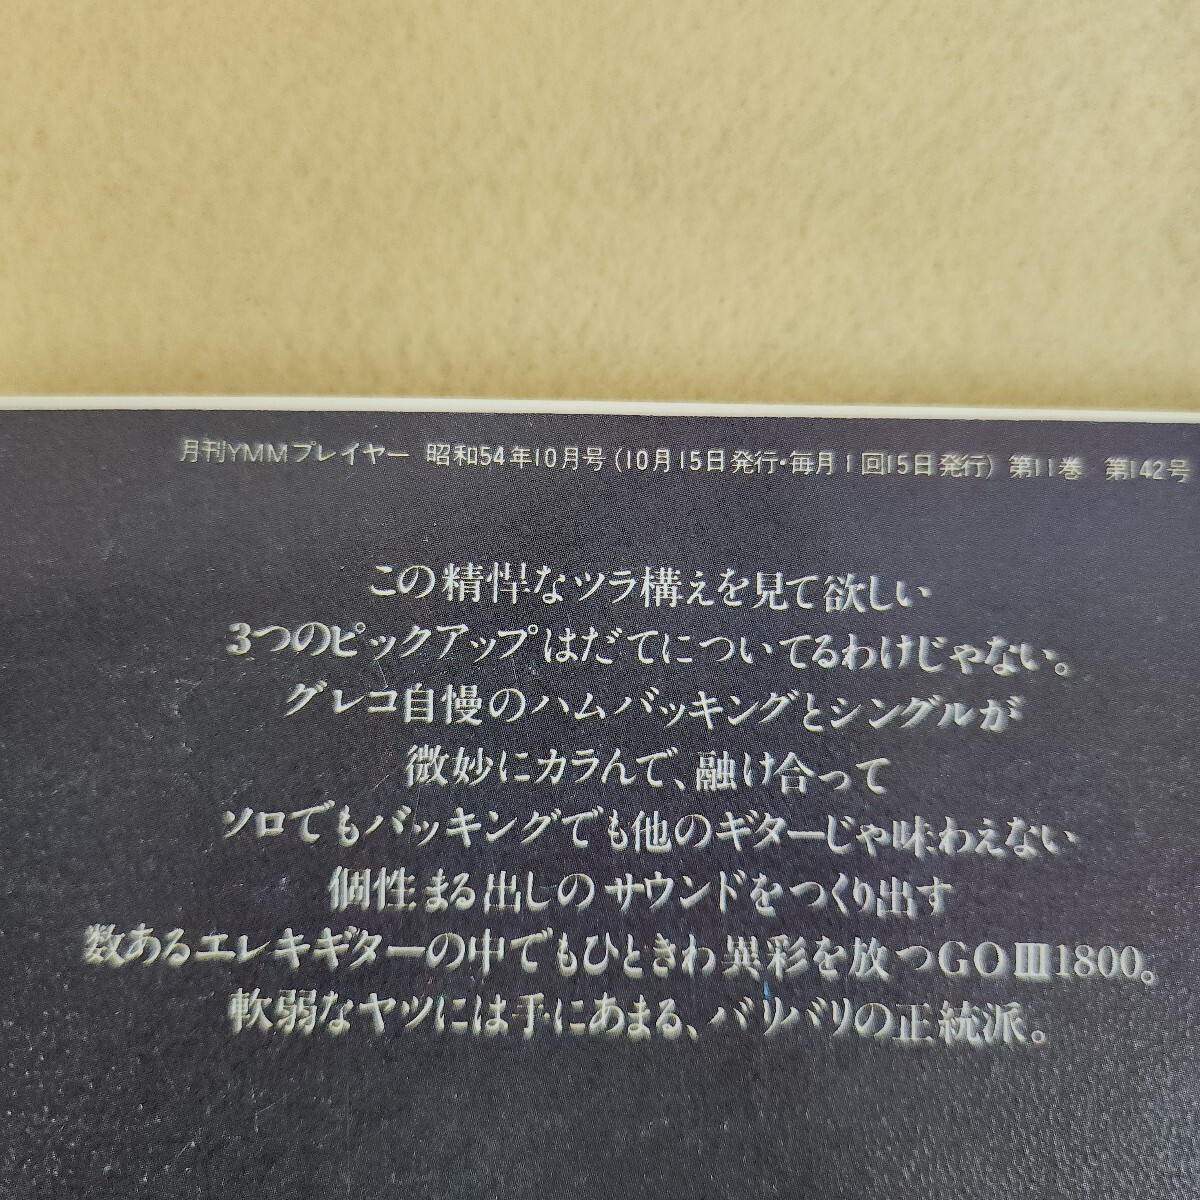 月刊YMMプレイヤー 昭和54年10月号(10月15日発行・毎月1回15日発行) 第11巻 第142号
この精悍なツラ構えを見て欲しい
3つのピックアップはだてについてるわけじゃない。
グレコ自慢のハムバッキングとシングルが
微妙にカラんで、融け合って
ソロでもバッキングでも他のギターじゃ味わえない
個性まる出しのサウンドをつくり出す
数あるエレキギターの中でもひときわ異彩を放つGOⅢ1800。
軟弱なヤツには手にあまる、バリバリの正統派。